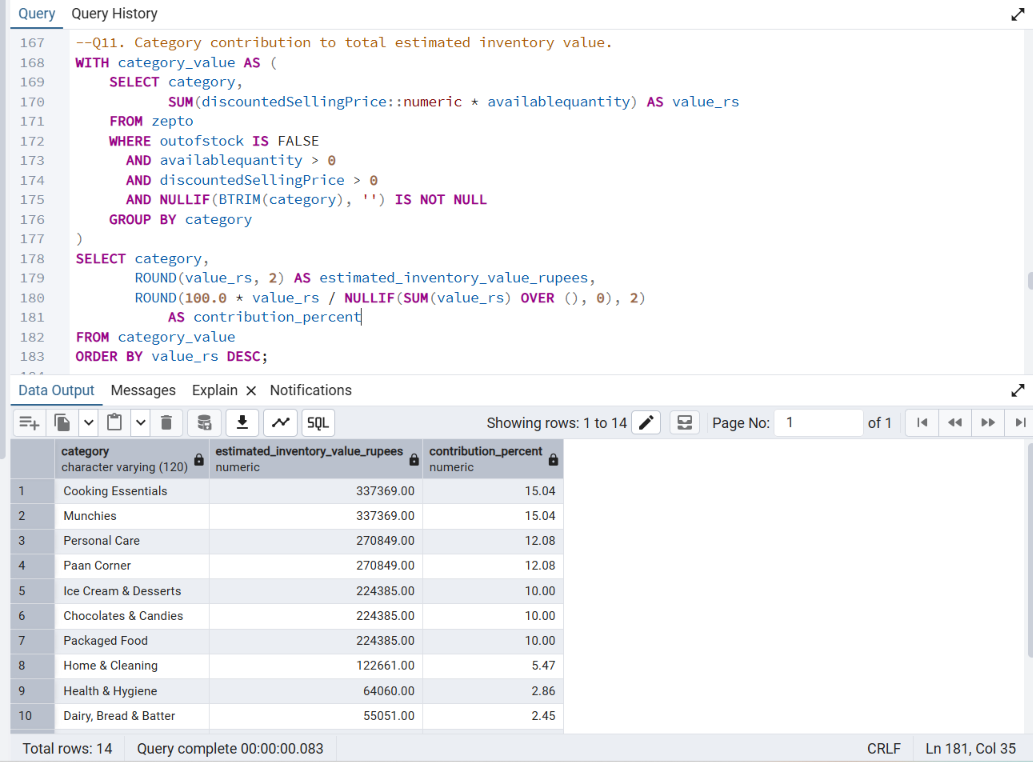 Query Query History
167 --Q11. Category contribution to total estimated inventory value.
168 WITH category_value AS (
169 SELECT category,
170 SUM(discountedSellingPrice::numeric * availablequantity) AS value_rs
171 FROM zepto
172 WHERE outofstock IS FALSE
173 AND availablequantity > 0
174 AND discountedSellingPrice > 0
175 AND NULLIF(BTRIM(category), '') IS NOT NULL
176 GROUP BY category
177 )
178 SELECT category,
179 ROUND(value_rs, 2) AS estimated_inventory_value_rupees,
180 ROUND(100.0 * value_rs / NULLIF(SUM(value_rs) OVER (), 0), 2)
181 AS contribution_percent
182 FROM category_value
183 ORDER BY value_rs DESC;
Data Output Messages Explain Notifications
SQL Showing rows: 1 to 14 Page No: 1 of 1
category estimated_inventory_value_rupees contribution_percent
character varying (120) numeric numeric
1 Cooking Essentials 337369.00 15.04
2 Munchies 337369.00 15.04
3 Personal Care 270849.00 12.08
4 Paan Corner 270849.00 12.08
5 Ice Cream & Desserts 224385.00 10.00
6 Chocolates & Candies 224385.00 10.00
7 Packaged Food 224385.00 10.00
8 Home & Cleaning 122661.00 5.47
9 Health & Hygiene 64060.00 2.86
10 Dairy, Bread & Batter 55051.00 2.45
Total rows: 14 Query complete 00:00:00.083 CRLF Ln 181, Col 35